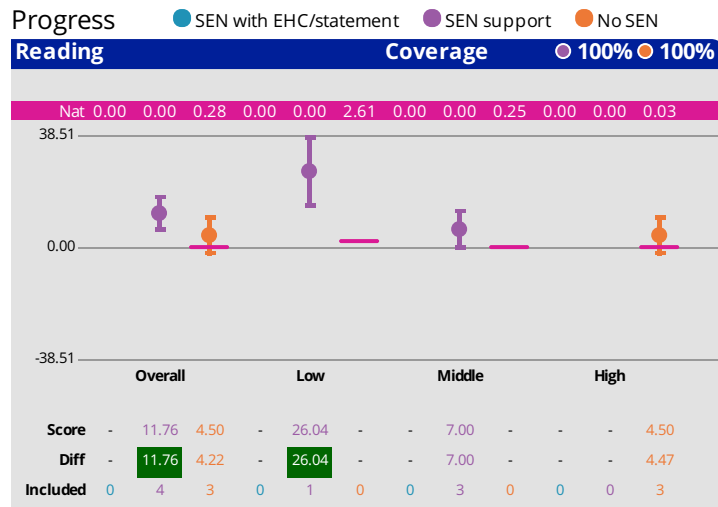 Progress SEN with EHC/statement SEN support No SEN
Reading Coverage 100% 100%
Nat 0.00 0.00 0.28 0.00 0.00 2.61 0.00 0.00 0.25 0.00 0.00 0.03
38.51
0.00
-38.51
Overall Low Middle High
Score - 11.76 4.50 - 26.04 - - 7.00 - - - 4.50
Diff - 11.76 4.22 - 26.04 - - 7.00 - - - 4.47
Included 0 4 3 0 1 0 0 3 0 0 0 3